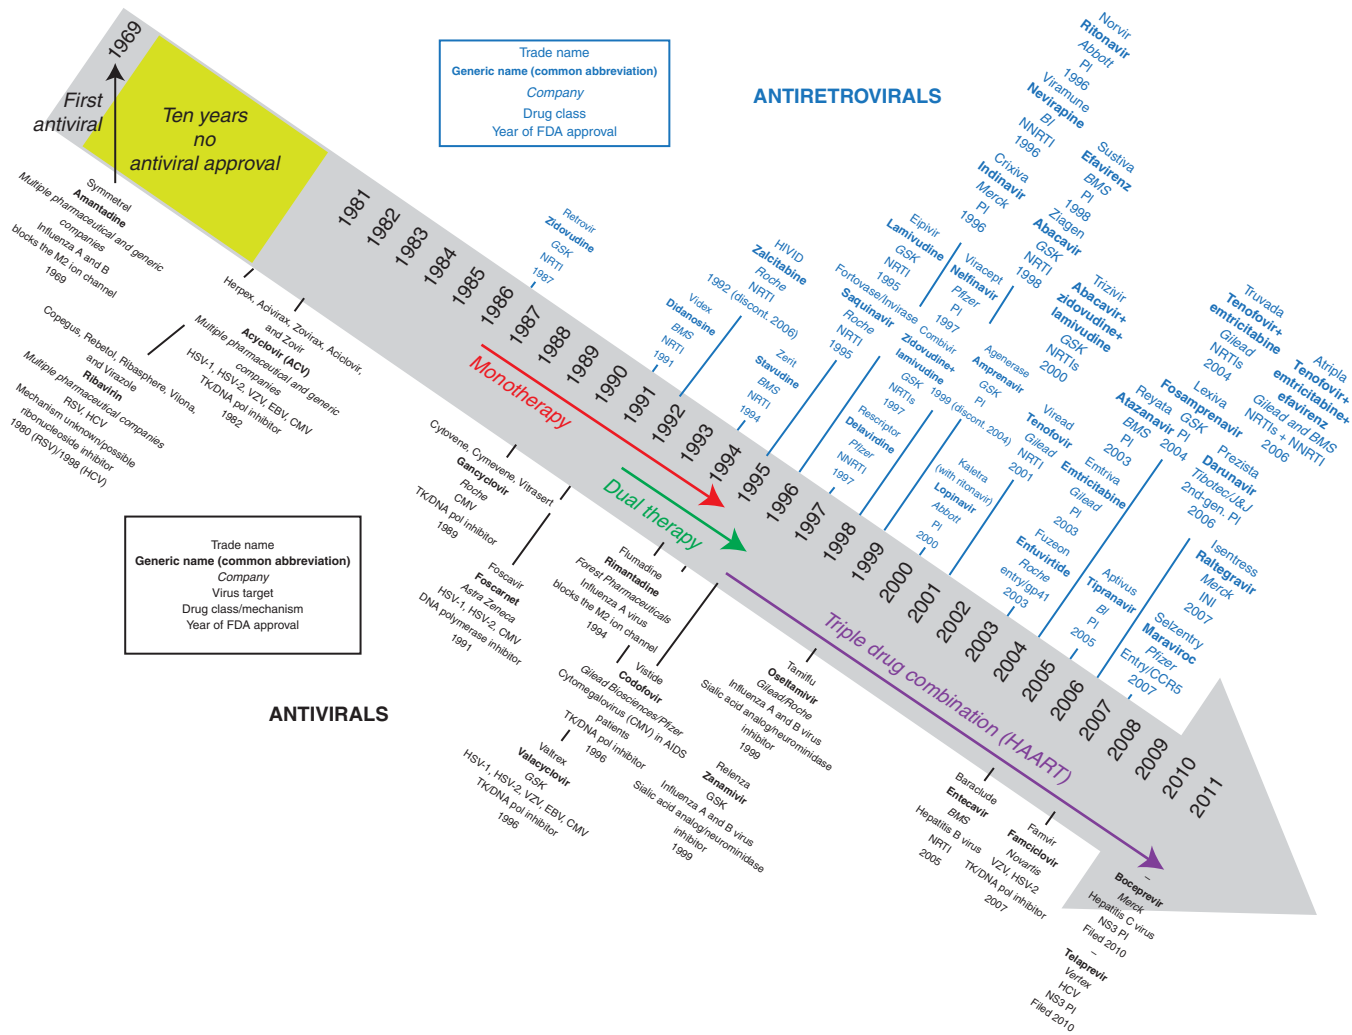 1969
First
antiviral
Ten years
no
antiviral approval
Trade name
Generic name (common abbreviation)
Company
Drug class
Year of FDA approval
ANTIRETROVIRALS
1981
1982
1983
1984
1985
1986
1987
1988
1989
1990
1991
1992
1993
1994
1995
1996
1997
1998
1999
2000
2001
2002
2003
2004
2005
2006
2007
2008
2009
2010
2011
Monotherapy
Dual therapy
Triple drug combination (HAART)
Retrovir
Zidovudine
GSK
NRTI
1987
Videx
Didanosine
BMS
NRTI
1991
HIVID
Zalcitabine
Roche
NRTI
1992 (discont. 2006)
Zerit
Stavudine
BMS
NRTI
1994
Fortovase/Invirase
Saquinavir
Roche
NRTI
1995
Eipivir
Lamivudine
GSK
NRTI
1995
Norvir
Ritonavir
Abbott
PI
1996
Viramune
Nevirapine
BI
NNRTI
1996
Crixiva
Indinavir
Merck
PI
1996
Viracept
Nelfinavir
Pfizer
PI
1997
Combivir
Zidovudine+
lamivudine
GSK
NRTIs
1997
Rescriptor
Delavirdine
Pfizer
NNRTI
1997
Sustiva
Efavirenz
BMS
PI
1998
Ziagen
Abacavir
GSK
NRTI
1998
Agenerase
Amprenavir
GSK
PI
1999 (discont. 2004)
Trizivir
Abacavir+
zidovudine+
lamivudine
GSK
NRTIs
2000
Kaletra
(with ritonavir)
Lopinavir
Abbott
PI
2000
Viread
Tenofovir
Gilead
NRTI
2001
Reyata
Atazanavir
BMS
PI
2003
Emtriva
Emtricitabine
Gilead
PI
2003
Fuzeon
Enfuvirtide
Roche
entry/gp41
2003
Truvada
Tenofovir+
emtricitabine
Gilead
NRTIs
2004
Lexiva
Fosamprenavir
GSK
PI
2004
Aptivus
Tipranavir
BI
PI
2005
Atripla
Tenofovir+
emtricitabine+
efavirenz
Gilead and BMS
NRTIs + NNRTI
2006
Prezista
Darunavir
Tibotec/J&J
2nd-gen. PI
2006
Isentress
Raltegravir
Merck
INI
2007
Selzentry
Maraviroc
Pfizer
Entry/CCR5
2007
Symmetrel
Amantadine
Multiple pharmaceutical and generic
companies
Influenza A and B
blocks the M2 ion channel
1969
Copegus, Rebetol, Ribasphere, Vilona,
and Virazole
Ribavirin
Multiple pharmaceutical companies
RSV, HCV
Mechanism unknown/possible
ribonucleoside inhibitor
1980 (RSV)/1998 (HCV)
Herpex, Acivirax, Zovirax, Aciclovir,
and Zovir
Acyclovir (ACV)
Multiple pharmaceutical and generic
companies
HSV-1, HSV-2, VZV, EBV, CMV
TK/DNA pol inhibitor
1982
Trade name
Generic name (common abbreviation)
Company
Virus target
Drug class/mechanism
Year of FDA approval
ANTIVIRALS
Cytovene, Cymevene, Vitrasert
Gancyclovir
Roche
CMV
TK/DNA pol inhibitor
1989
Foscavir
Foscarnet
Astra Zeneca
HSV-1, HSV-2, CMV
DNA polymerase inhibitor
1991
Flumadine
Rimantadine
Forest Pharmaceuticals
Influenza A virus
blocks the M2 ion channel
1994
Vistide
Codofovir
Gilead Biosciences/Pfizer
Cytomegalovirus (CMV) in AIDS
patients
TK/DNA pol inhibitor
1996
Valtrex
Valacyclovir
GSK
HSV-1, HSV-2, VZV, EBV, CMV
TK/DNA pol inhibitor
1996
Tamiflu
Oseltamivir
Gilead/Roche
Influenza A and B virus
Sialic acid analog/neurominidase
inhibitor
1999
Relenza
Zanamivir
GSK
Influenza A and B virus
Sialic acid analog/neurominidase
inhibitor
1999
Baraclude
Entecavir
BMS
Hepatitis B virus
NRTI
2005
Famvir
Famciclovir
Novartis
VZV, HSV-2
TK/DNA pol inhibitor
2007
–
Boceprevir
Merck
Hepatitis C virus
NS3 PI
Filed 2010
–
Telaprevir
Vertex
HCV
NS3 PI
Filed 2010